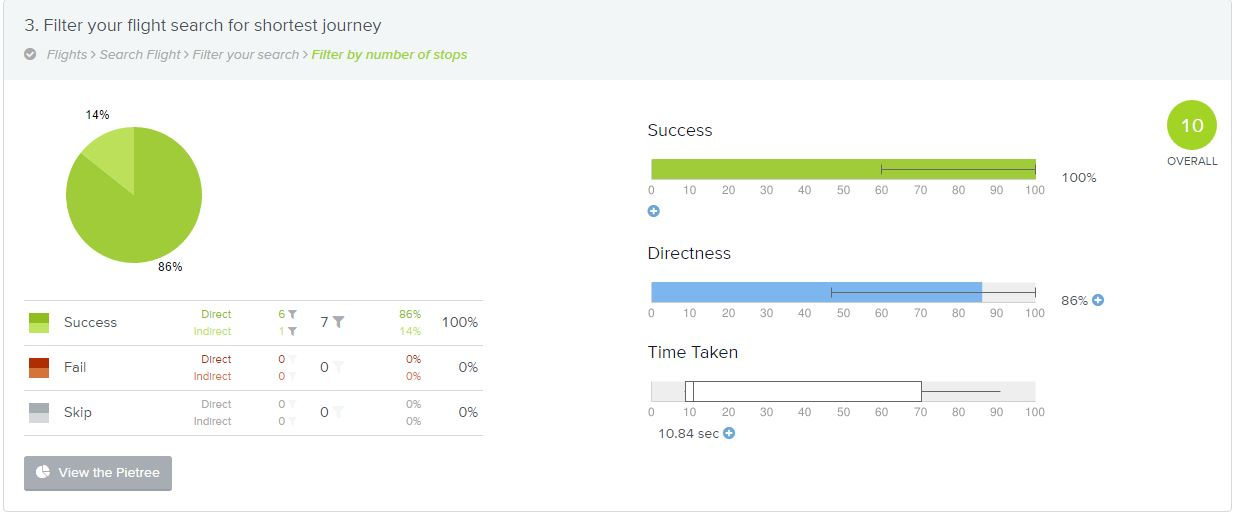 3. Filter your flight search for shortest journey
Flights > Search Flight > Filter your search > Filter by number of stops
14%
86%
Success Direct 6 7 86% 100%
Indirect 1 14%
Fail Direct 0 0 0% 0%
Indirect 0 0%
Skip Direct 0 0 0% 0%
Indirect 0 0%
View the Pietree
Success
0 10 20 30 40 50 60 70 80 90 100
100%
Directness
0 10 20 30 40 50 60 70 80 90 100
86%
Time Taken
0 10 20 30 40 50 60 70 80 90 100
10.84 sec
10
OVERALL